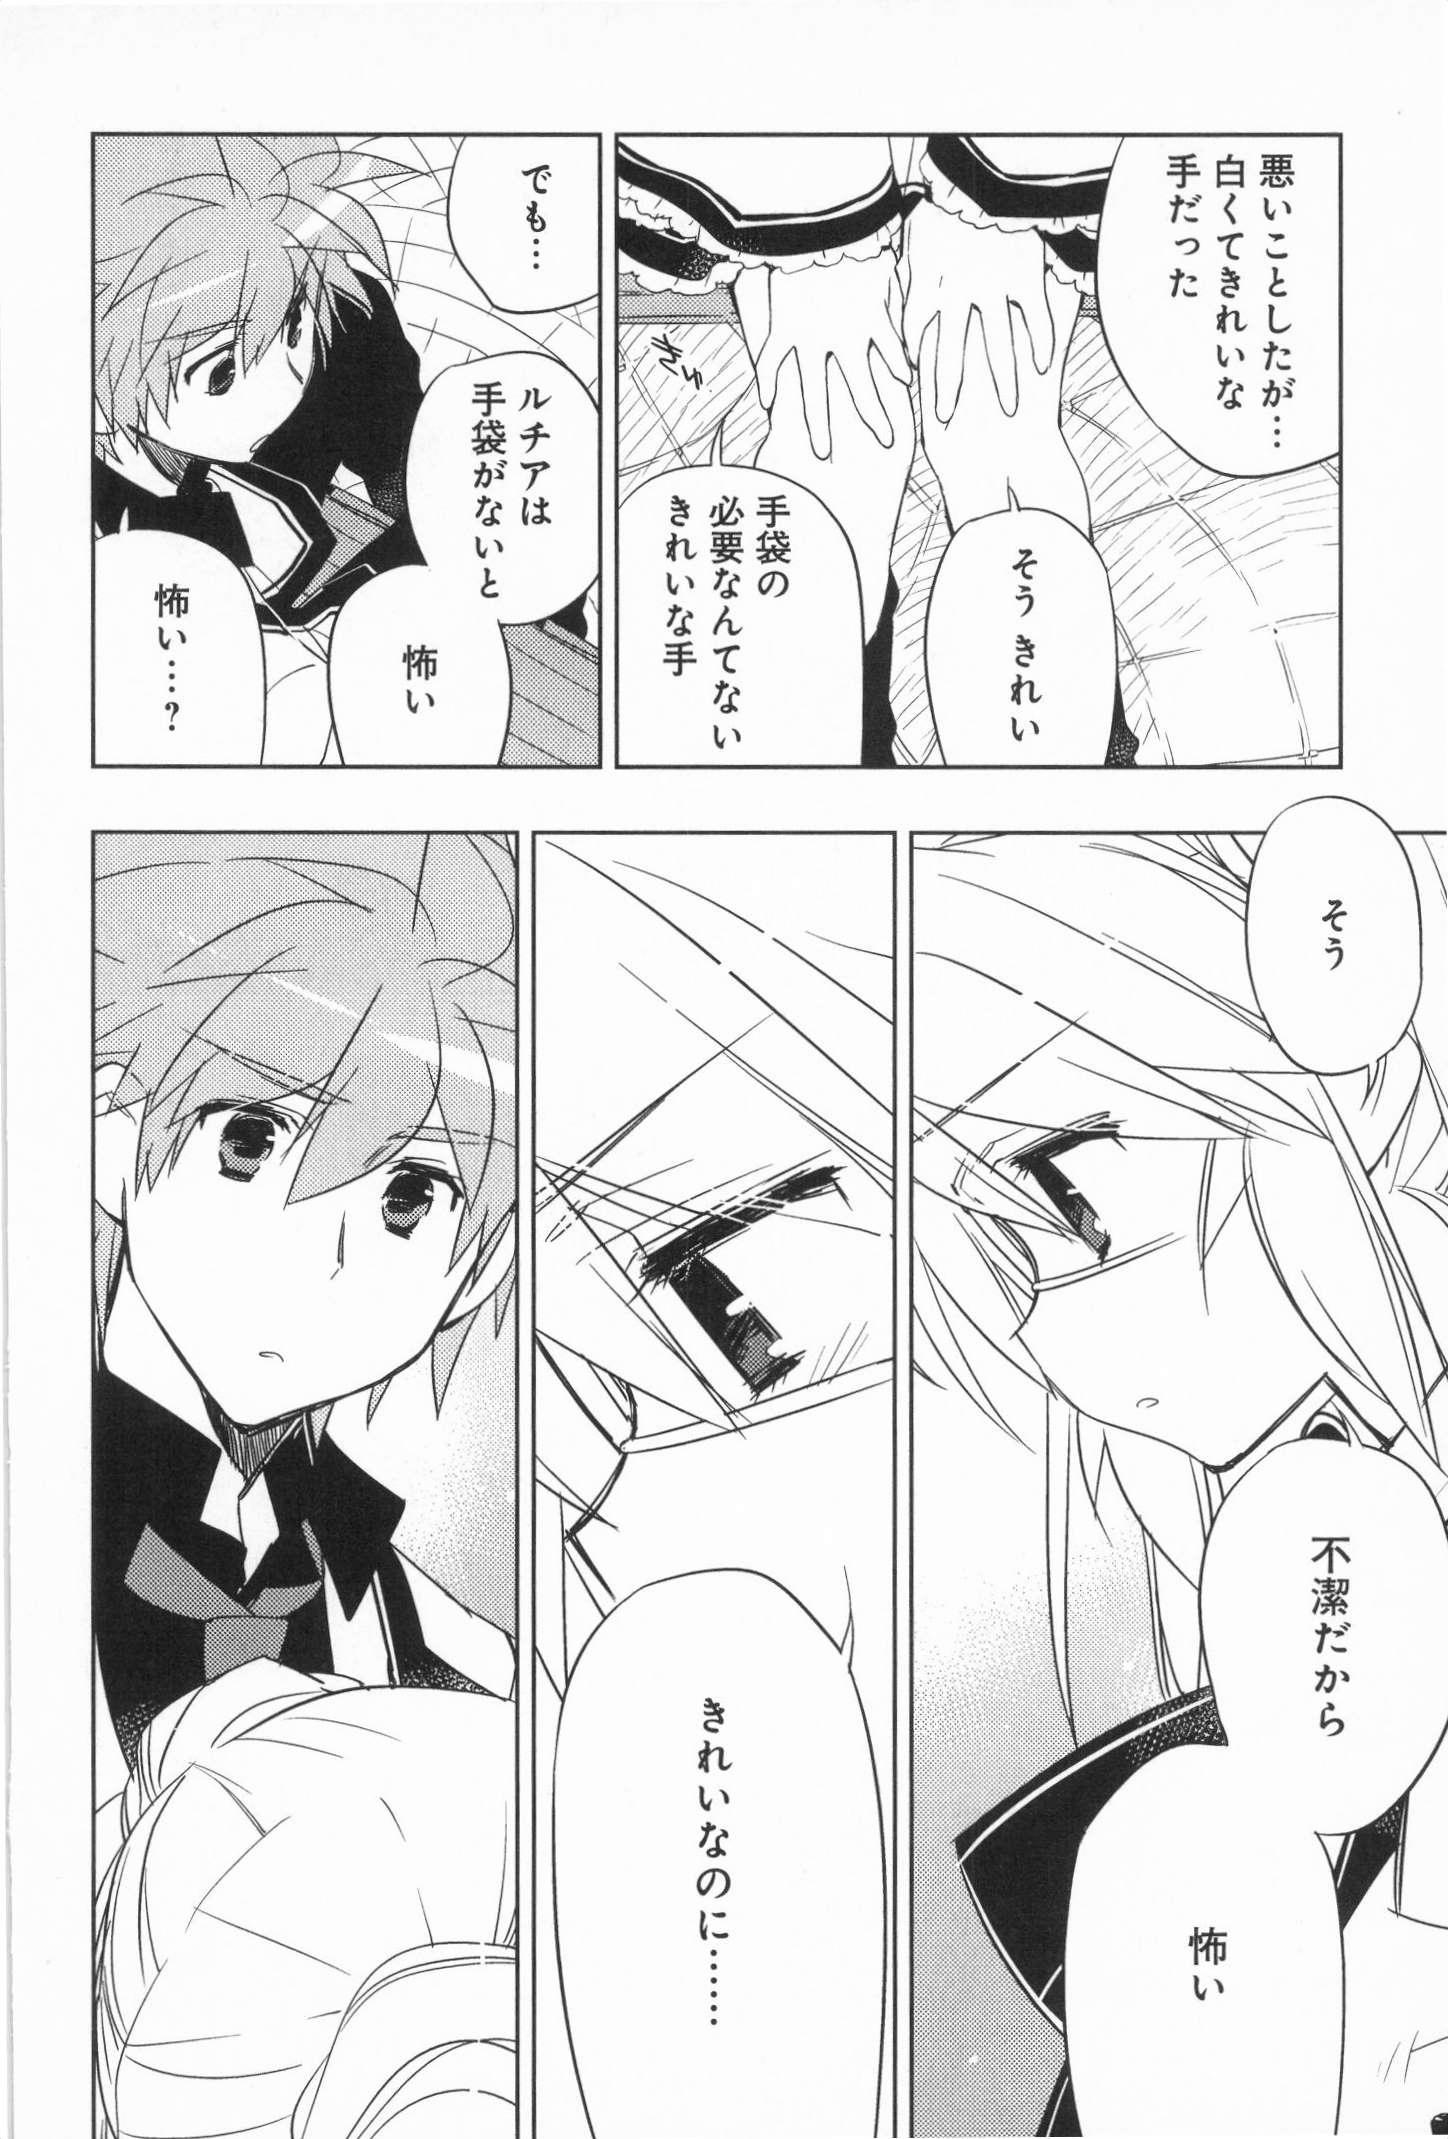 悪いことしたが…
白くてきれいな
手だった
そうきれい
手袋の
必要なんてない
きれいな手
きゅ
でも…
ルチアは
手袋がないと
怖い
怖い…？
そう
不潔だから
怖い
きれいなのに……